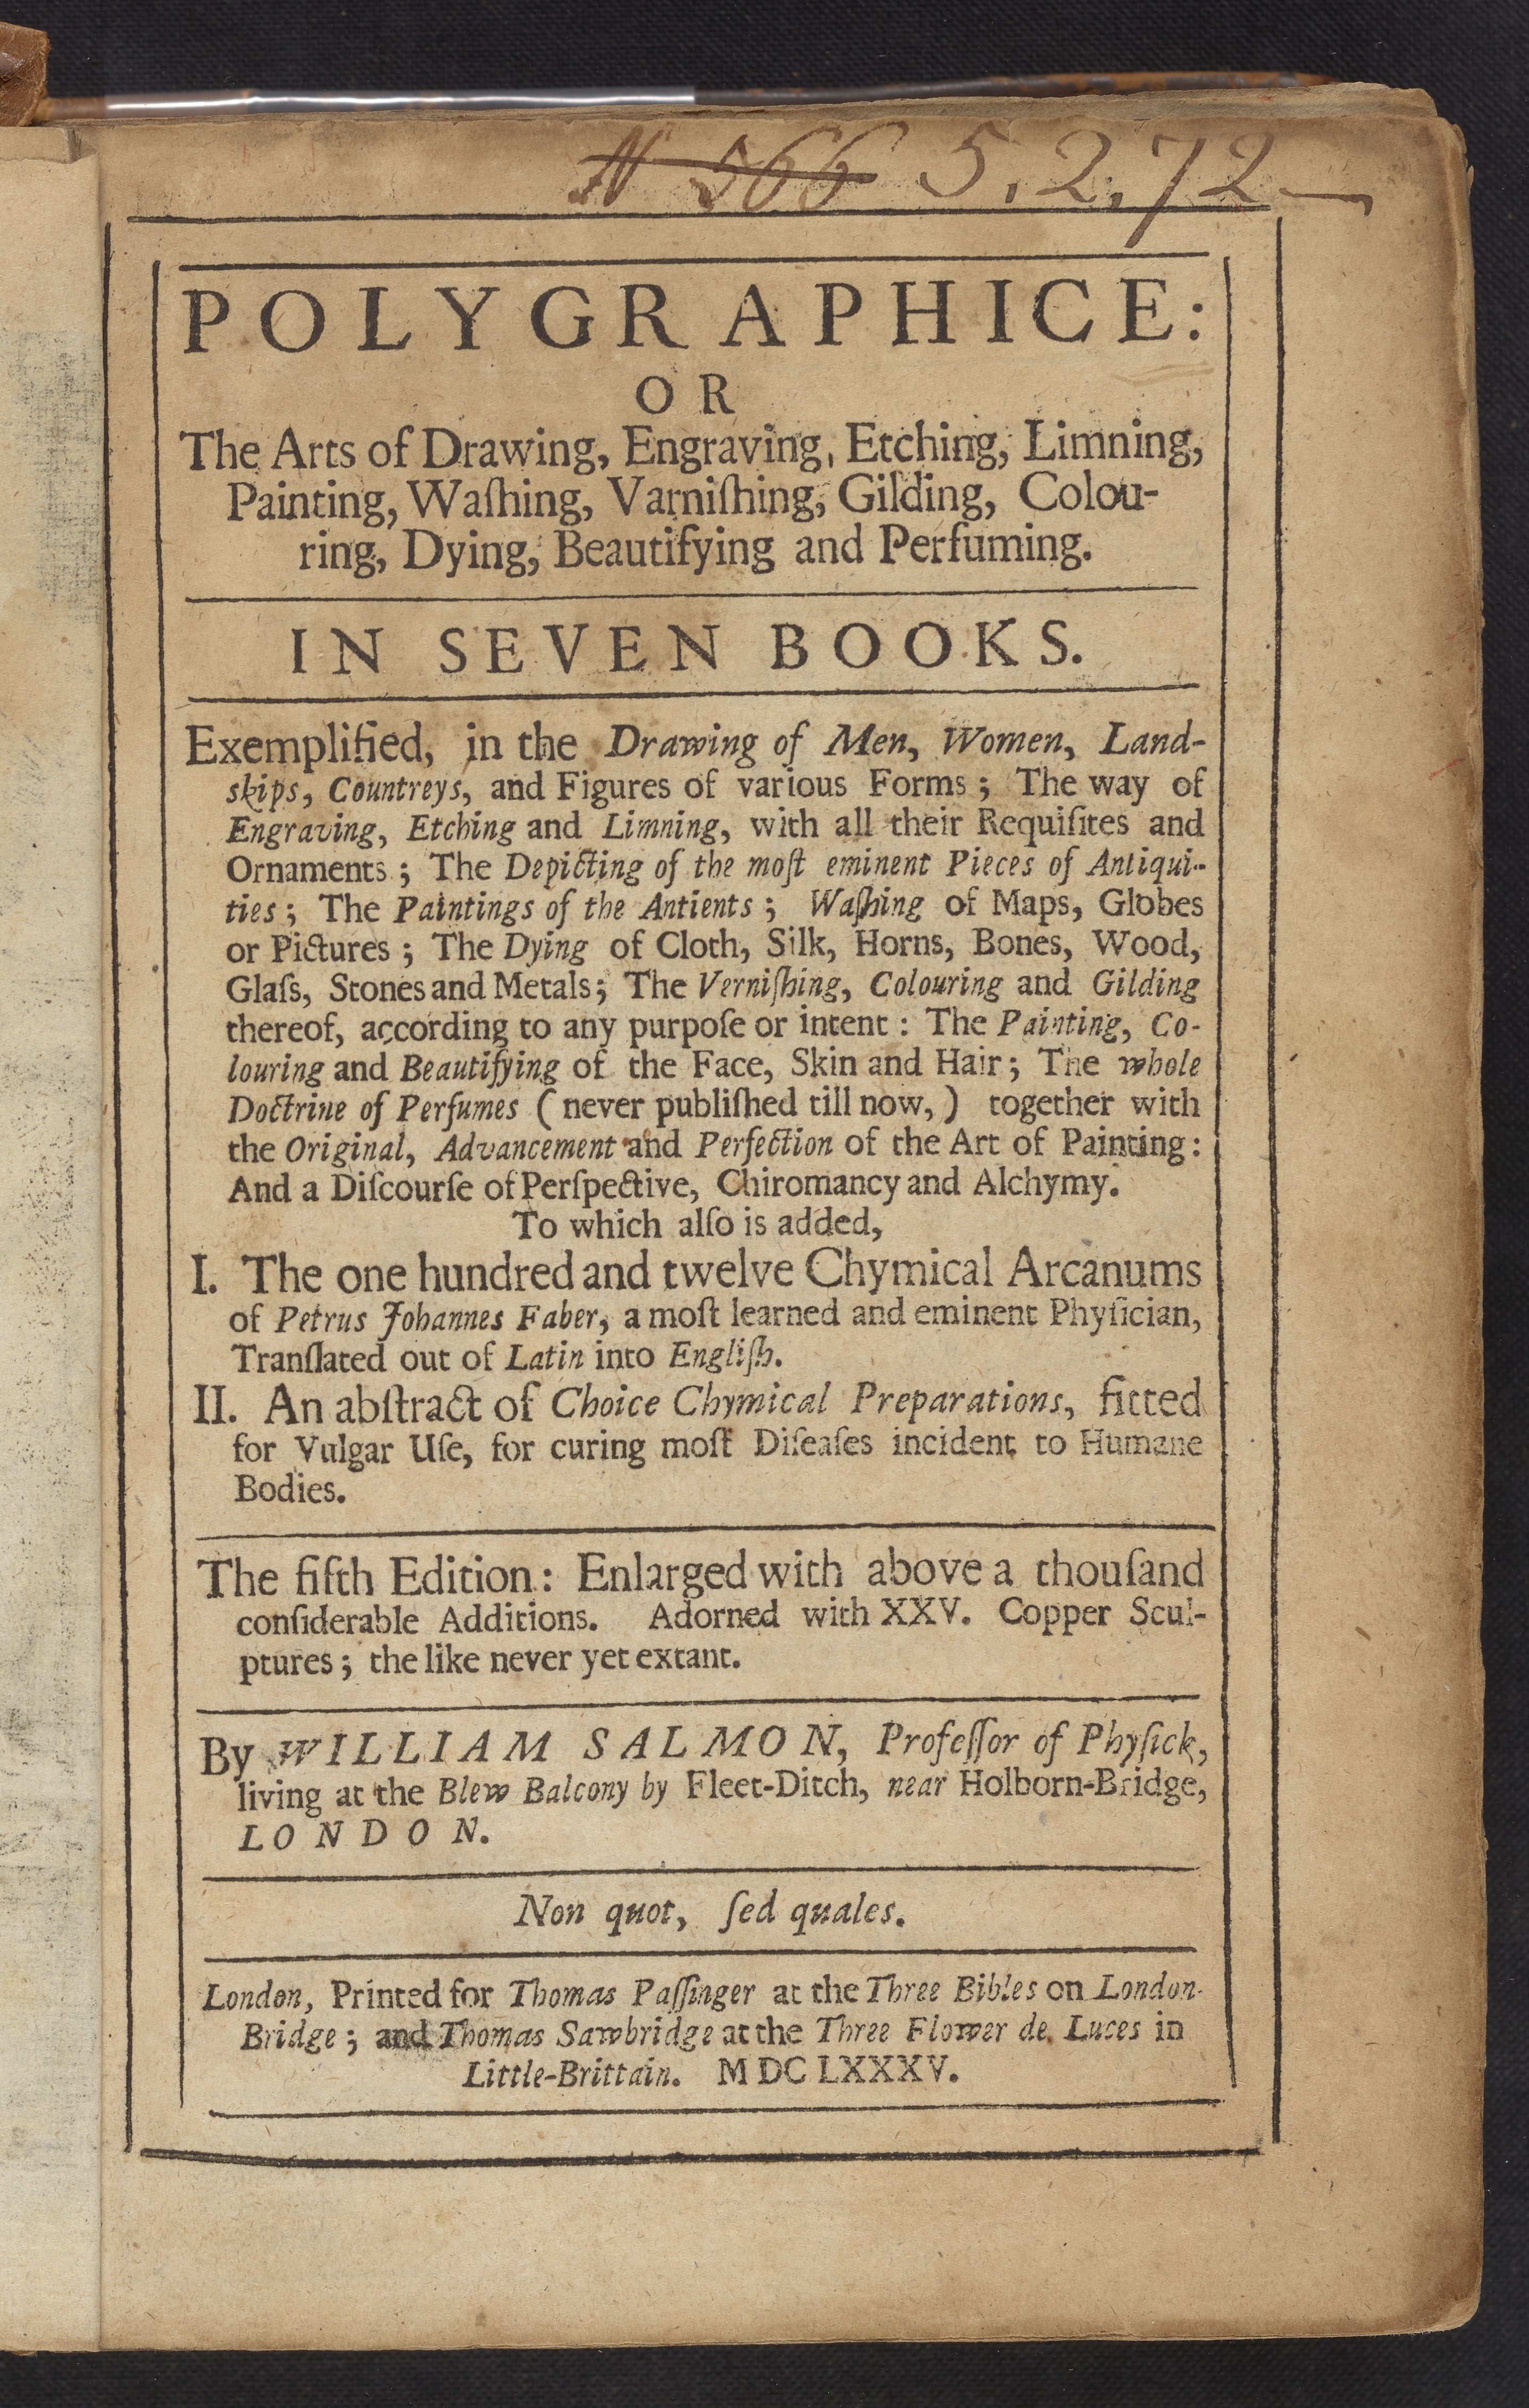 N 566 5.2.72
POLYGRAPHICE:
OR
The Arts of Drawing, Engraving, Etching, Limning,
Painting, Waſhing, Varniſhing, Gilding, Colou-
ring, Dying, Beautifying and Perfuming.
IN SEVEN BOOKS.
Exemplified, in the Drawing of Men, Women, Land-
skips, Countreys, and Figures of various Forms; The way of
Engraving, Etching and Limning, with all their Requiſites and
Ornaments; The Depicting of the moſt eminent Pieces of Antiqui-
ties; The Paintings of the Antients; Waſhing of Maps, Globes
or Pictures; The Dying of Cloth, Silk, Horns, Bones, Wood,
Glaſs, Stones and Metals; The Verniſhing, Colouring and Gilding
thereof, according to any purpoſe or intent: The Painting, Co-
louring and Beautifying of the Face, Skin and Hair; The whole
Doctrine of Perfumes (never publiſhed till now,) together with
the Original, Advancement and Perfection of the Art of Painting:
And a Diſcourſe of Perſpective, Chiromancy and Alchymy.
To which alſo is added,
I. The one hundred and twelve Chymical Arcanums
of Petrus Johannes Faber, a moſt learned and eminent Phyſician,
Tranſlated out of Latin into Engliſh.
II. An abſtract of Choice Chymical Preparations, fitted
for Vulgar Uſe, for curing moſt Diſeaſes incident to Humane
Bodies.
The fifth Edition: Enlarged with above a thouſand
conſiderable Additions. Adorned with XXV. Copper Scul-
ptures; the like never yet extant.
By WILLIAM SALMON, Profeſſor of Phyſick,
living at the Blew Balcony by Fleet-Ditch, near Holborn-Bridge,
LONDON.
Non quot, ſed quales.
London, Printed for Thomas Paſſinger at the Three Bibles on London-
Bridge; and Thomas Sawbridge at the Three Flower de Luces in
Little-Brittain. MDCLXXXV.